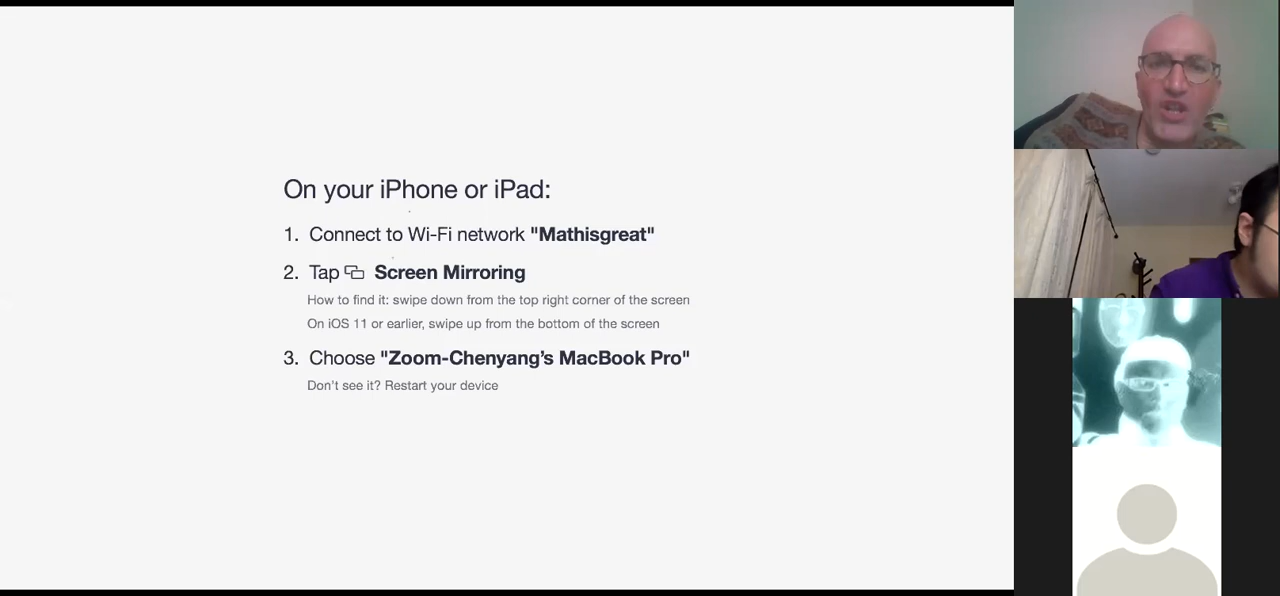 On your iPhone or iPad:
1. Connect to Wi-Fi network "Mathisgreat"
2. Tap Screen Mirroring
How to find it: swipe down from the top right corner of the screen
On iOS 11 or earlier, swipe up from the bottom of the screen
3. Choose "Zoom-Chenyang’s MacBook Pro"
Don't see it? Restart your device